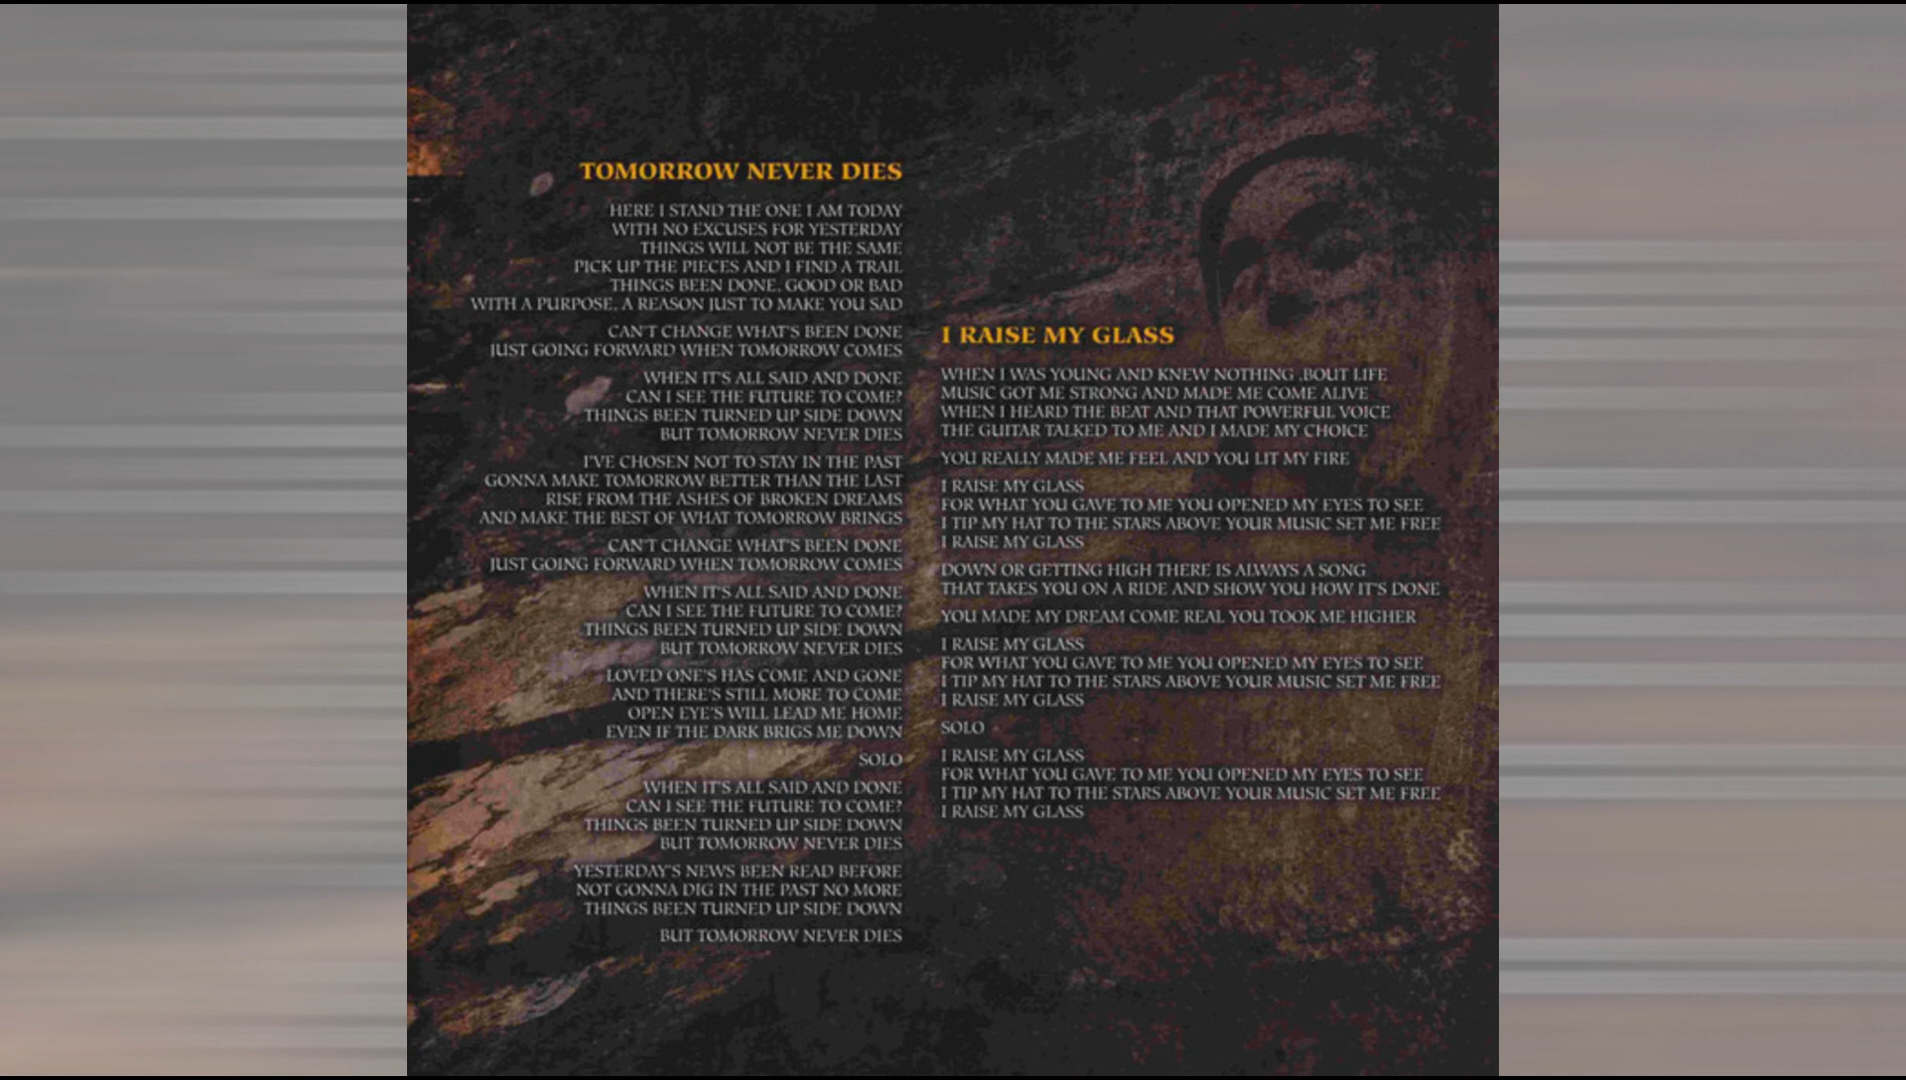 TOMORROW NEVER DIES
HERE I STAND THE ONE I AM TODAY
WITH NO EXCUSES FOR YESTERDAY
THINGS WILL NOT BE THE SAME
PICK UP THE PIECES AND I FIND A TRAIL
THINGS BEEN DONE, GOOD OR BAD
WITH A PURPOSE, A REASON JUST TO MAKE YOU SAD
CAN'T CHANGE WHAT'S BEEN DONE
JUST GOING FORWARD WHEN TOMORROW COMES
WHEN IT'S ALL SAID AND DONE
CAN I SEE THE FUTURE TO COME?
THINGS BEEN TURNED UP SIDE DOWN
BUT TOMORROW NEVER DIES
I'VE CHOSEN NOT TO STAY IN THE PAST
GONNA MAKE TOMORROW BETTER THAN THE LAST
RISE FROM THE ASHES OF BROKEN DREAMS
AND MAKE THE BEST OF WHAT TOMORROW BRINGS
CAN'T CHANGE WHAT'S BEEN DONE
JUST GOING FORWARD WHEN TOMORROW COMES
WHEN IT'S ALL SAID AND DONE
CAN I SEE THE FUTURE TO COME?
THINGS BEEN TURNED UP SIDE DOWN
BUT TOMORROW NEVER DIES
LOVED ONE'S HAS COME AND GONE
AND THERE'S STILL MORE TO COME
OPEN EYE'S WILL LEAD ME HOME
EVEN IF THE DARK BRIGS ME DOWN
SOLO
WHEN IT'S ALL SAID AND DONE
CAN I SEE THE FUTURE TO COME?
THINGS BEEN TURNED UP SIDE DOWN
BUT TOMORROW NEVER DIES
YESTERDAY'S NEWS BEEN READ BEFORE
NOT GONNA DIG IN THE PAST NO MORE
THINGS BEEN TURNED UP SIDE DOWN
BUT TOMORROW NEVER DIES
I RAISE MY GLASS
WHEN I WAS YOUNG AND KNEW NOTHING ,BOUT LIFE
MUSIC GOT ME STRONG AND MADE ME COME ALIVE
WHEN I HEARD THE BEAT AND THAT POWERFUL VOICE
THE GUITAR TALKED TO ME AND I MADE MY CHOICE
YOU REALLY MADE ME FEEL AND YOU LIT MY FIRE
I RAISE MY GLASS
FOR WHAT YOU GAVE TO ME YOU OPENED MY EYES TO SEE
I TIP MY HAT TO THE STARS ABOVE YOUR MUSIC SET ME FREE
I RAISE MY GLASS
DOWN OR GETTING HIGH THERE IS ALWAYS A SONG
THAT TAKES YOU ON A RIDE AND SHOW YOU HOW IT'S DONE
YOU MADE MY DREAM COME REAL YOU TOOK ME HIGHER
I RAISE MY GLASS
FOR WHAT YOU GAVE TO ME YOU OPENED MY EYES TO SEE
I TIP MY HAT TO THE STARS ABOVE YOUR MUSIC SET ME FREE
I RAISE MY GLASS
SOLO
I RAISE MY GLASS
FOR WHAT YOU GAVE TO ME YOU OPENED MY EYES TO SEE
I TIP MY HAT TO THE STARS ABOVE YOUR MUSIC SET ME FREE
I RAISE MY GLASS